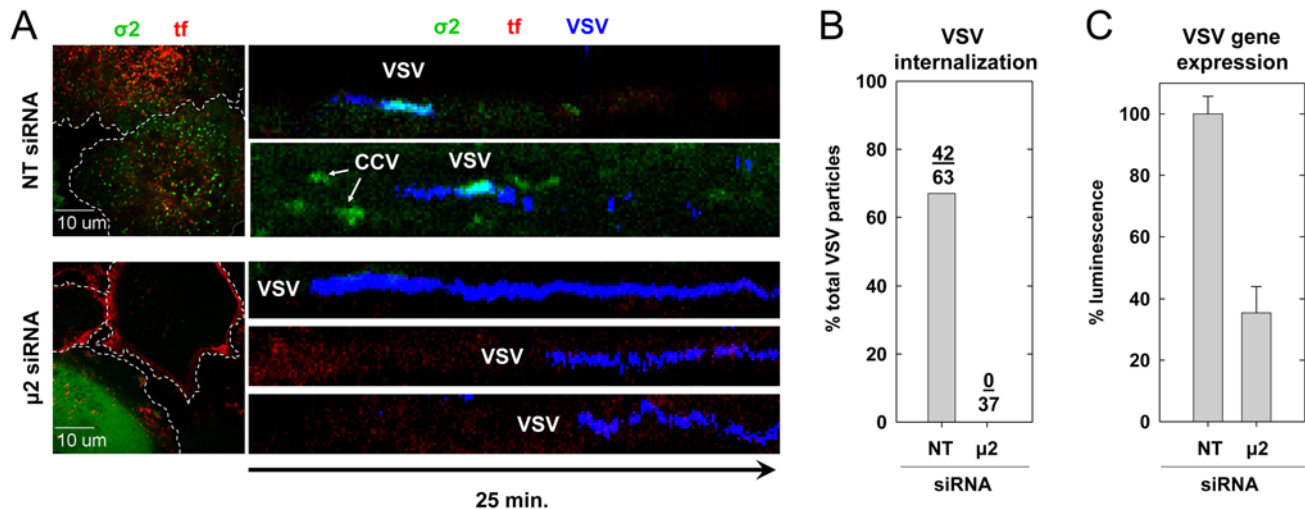 A
σ2 tf
σ2 tf VSV
NT siRNA
10 um
VSV
CCV
VSV
μ2 siRNA
10 um
VSV
VSV
VSV
25 min.
B
VSV
internalization
% total VSV particles
100
80
60
40
20
0
42
63
0
37
NT μ2
siRNA
C
VSV gene
expression
% luminescence
100
80
60
40
20
0
NT μ2
siRNA